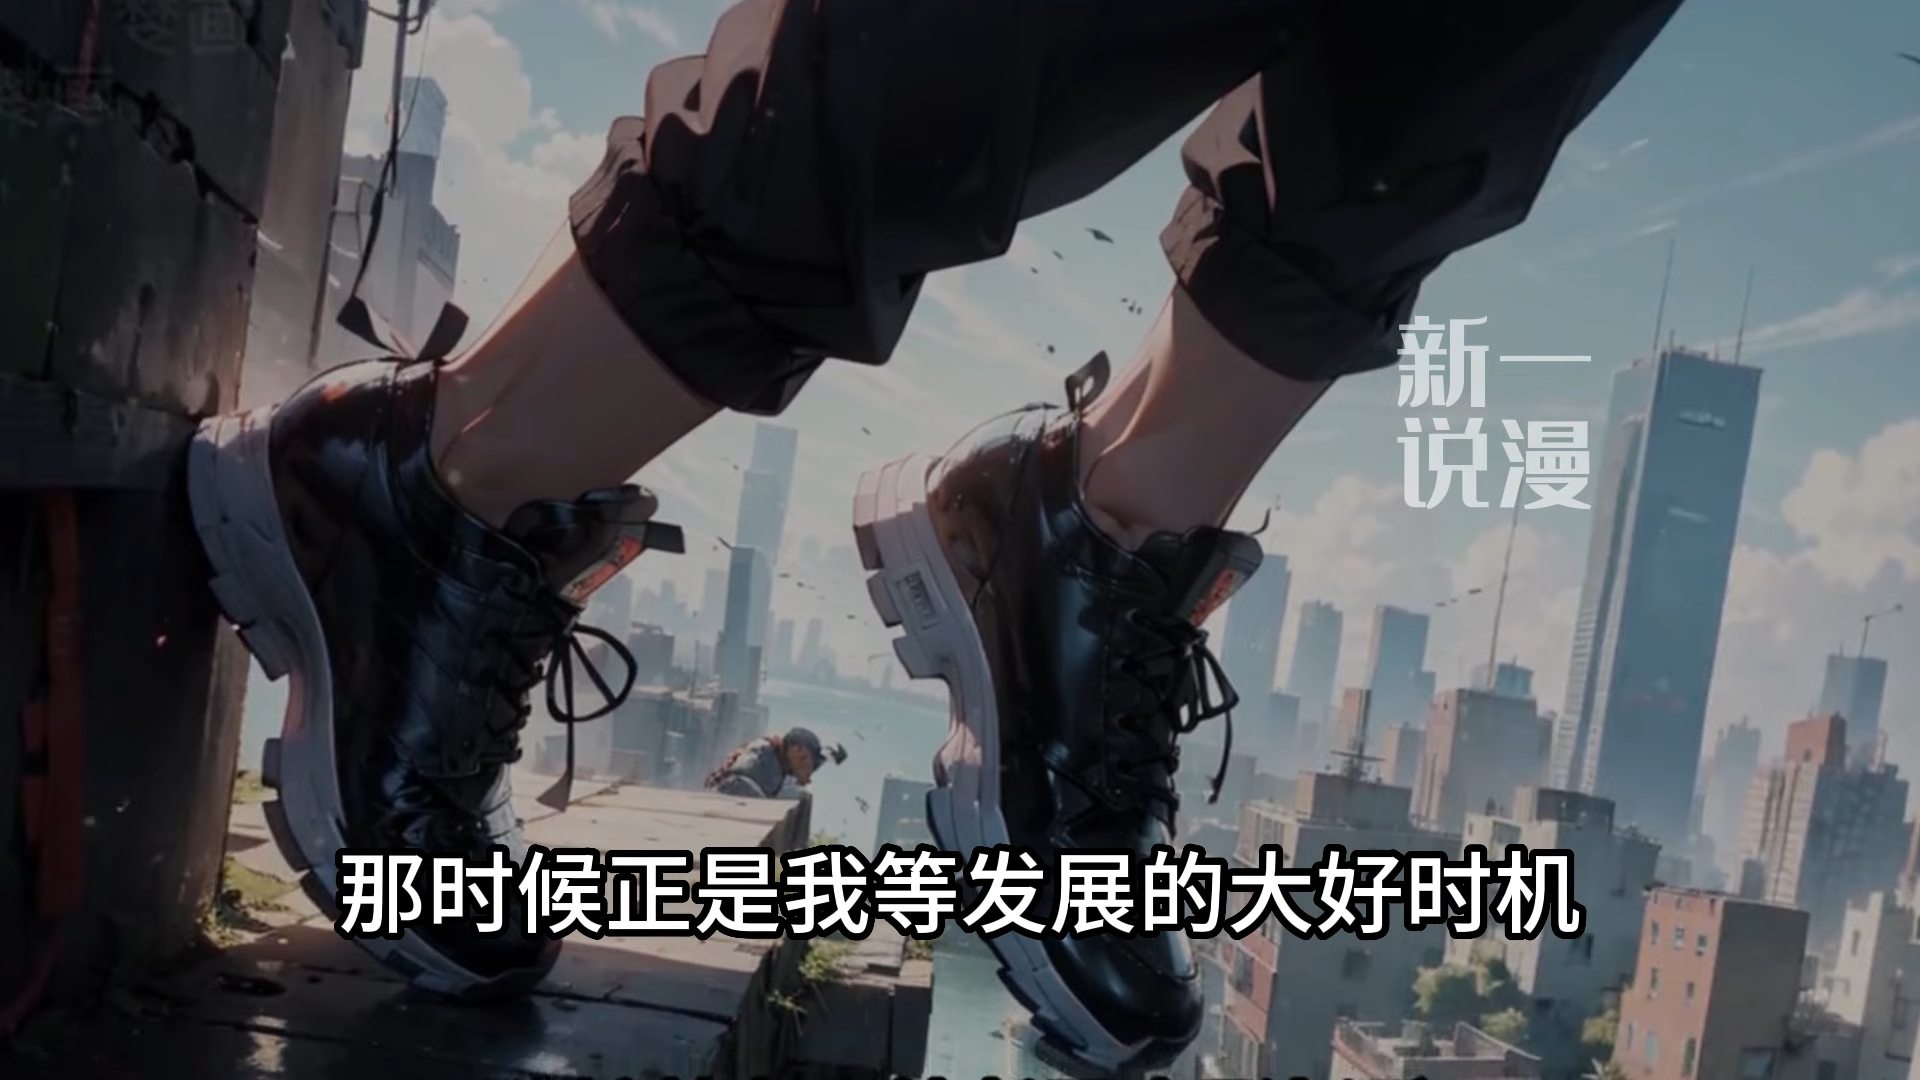 新一
说漫
那时候正是我等发展的大好时机